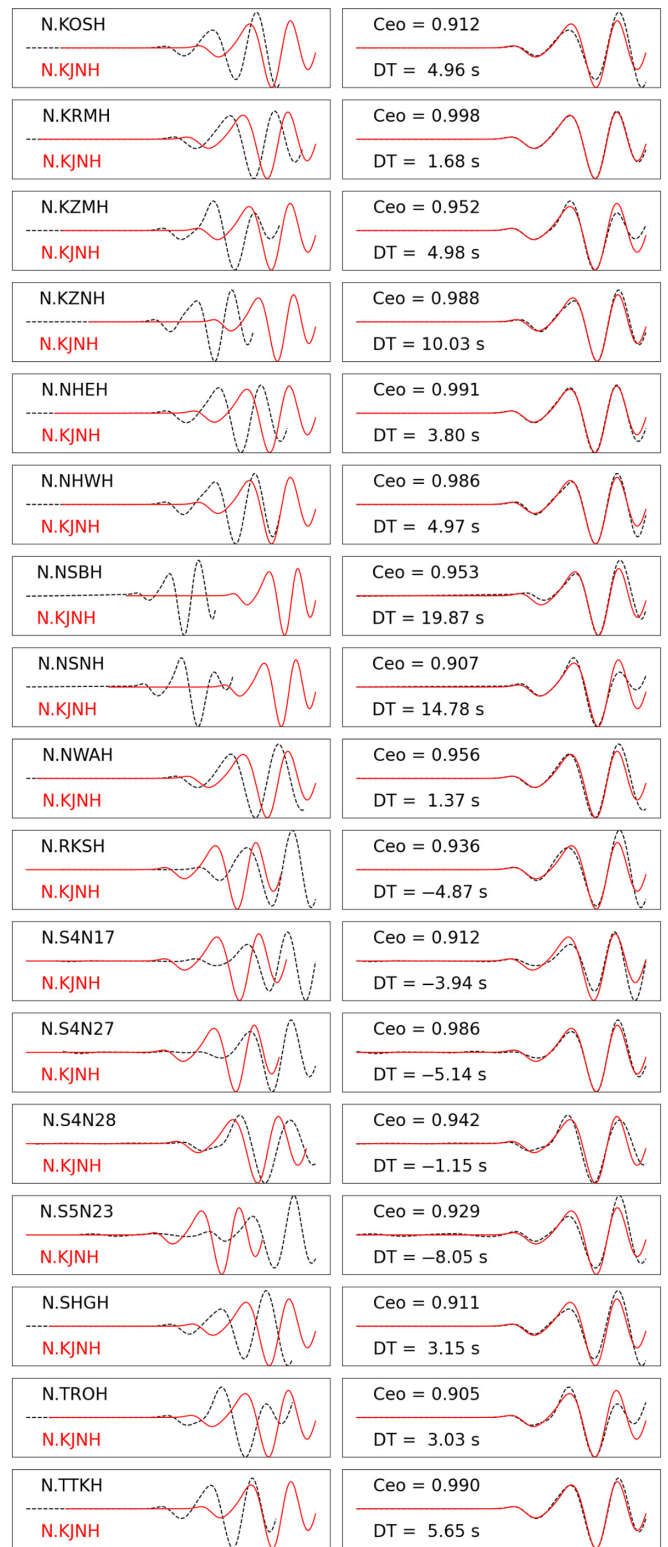 N.KOSH
N.KJNH
Ceo = 0.912
DT = 4.96 s
N.KRMH
N.KJNH
Ceo = 0.998
DT = 1.68 s
N.KZMH
N.KJNH
Ceo = 0.952
DT = 4.98 s
N.KZNH
N.KJNH
Ceo = 0.988
DT = 10.03 s
N.NHEH
N.KJNH
Ceo = 0.991
DT = 3.80 s
N.NHWH
N.KJNH
Ceo = 0.986
DT = 4.97 s
N.NSBH
N.KJNH
Ceo = 0.953
DT = 19.87 s
N.NSNH
N.KJNH
Ceo = 0.907
DT = 14.78 s
N.NWAH
N.KJNH
Ceo = 0.956
DT = 1.37 s
N.RKSH
N.KJNH
Ceo = 0.936
DT = −4.87 s
N.S4N17
N.KJNH
Ceo = 0.912
DT = −3.94 s
N.S4N27
N.KJNH
Ceo = 0.986
DT = −5.14 s
N.S4N28
N.KJNH
Ceo = 0.942
DT = −1.15 s
N.S5N23
N.KJNH
Ceo = 0.929
DT = −8.05 s
N.SHGH
N.KJNH
Ceo = 0.911
DT = 3.15 s
N.TROH
N.KJNH
Ceo = 0.905
DT = 3.03 s
N.TTKH
N.KJNH
Ceo = 0.990
DT = 5.65 s